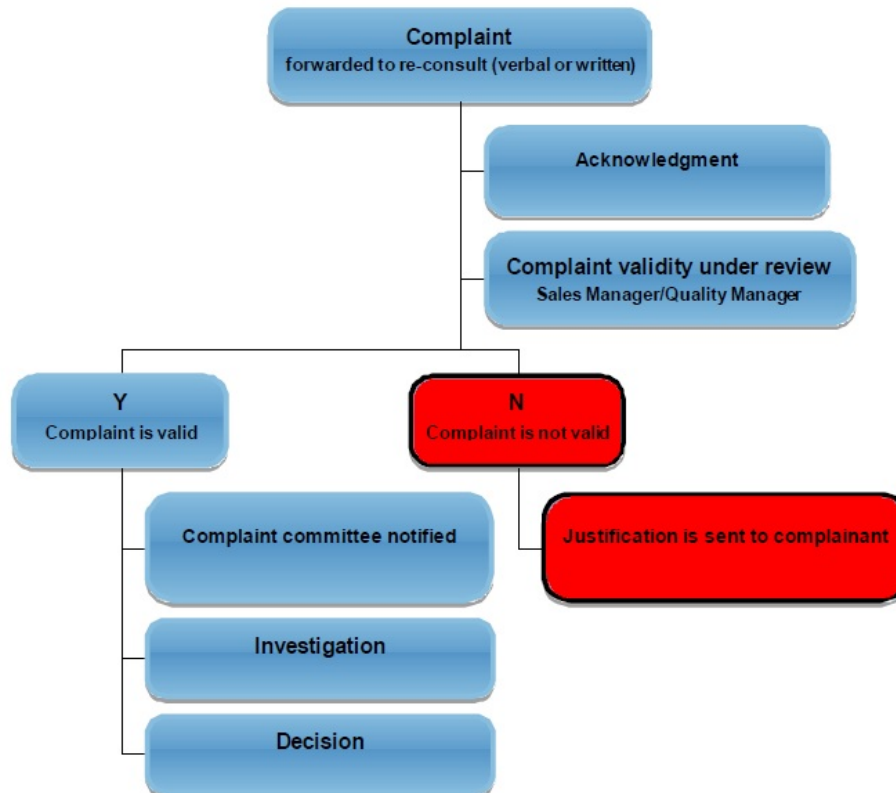 Complaint
forwarded to re-consult (verbal or written)
Acknowledgment
Complaint validity under review
Sales Manager/Quality Manager
Y
Complaint is valid
N
Complaint is not valid
Complaint committee notified
Justification is sent to complainant
Investigation
Decision